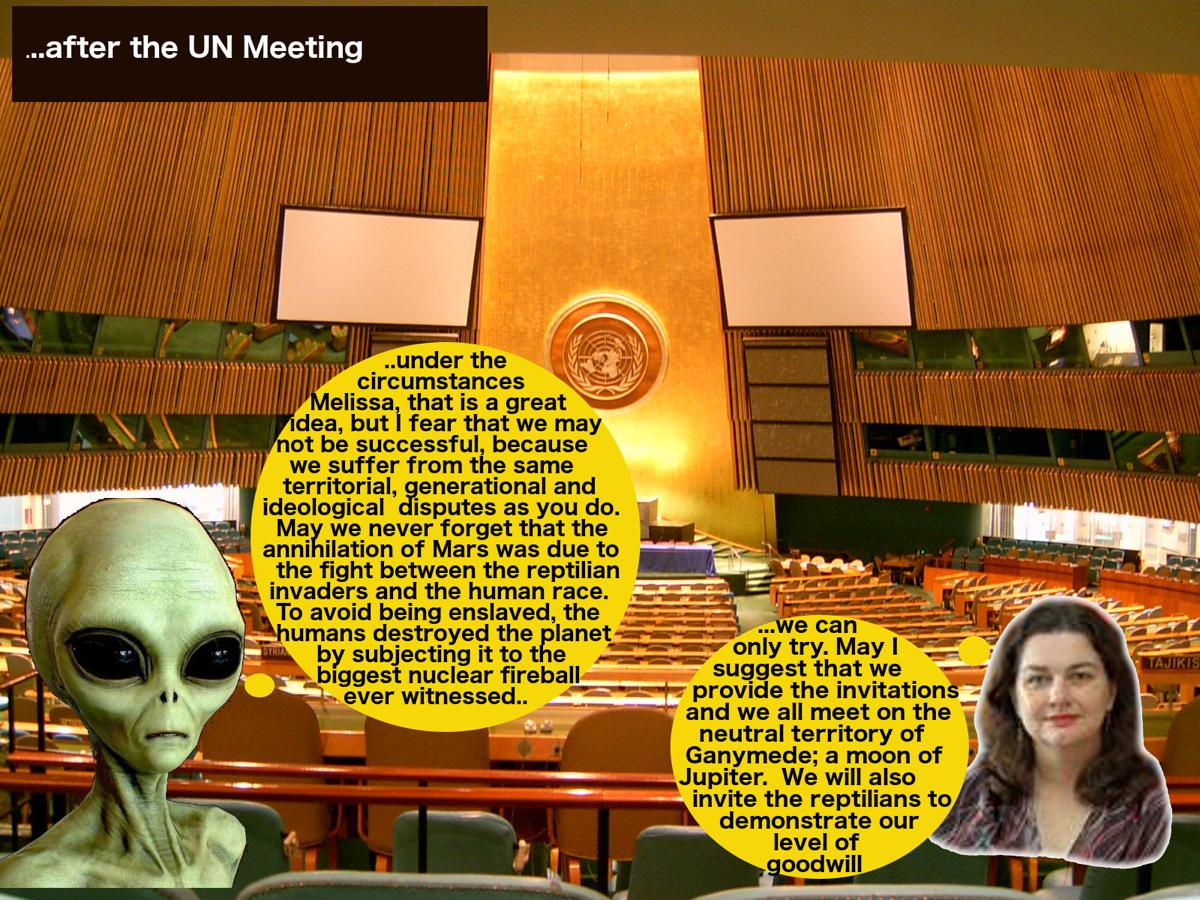 ...after the UN Meeting
..under the
circumstances
Melissa, that is a great
idea, but I fear that we may
not be successful, because
we suffer from the same
territorial, generational and
ideological  disputes as you do.
May we never forget that the
annihilation of Mars was due to
the fight between the reptilian
invaders and the human race.
To avoid being enslaved, the
humans destroyed the planet
by subjecting it to the
biggest nuclear fireball
ever witnessed..
...we can
only try. May I
suggest that we
provide the invitations
and we all meet on the
neutral territory of
Ganymede; a moon of
Jupiter.  We will also
invite the reptilians to
demonstrate our
level of
goodwill
TAJIKIS